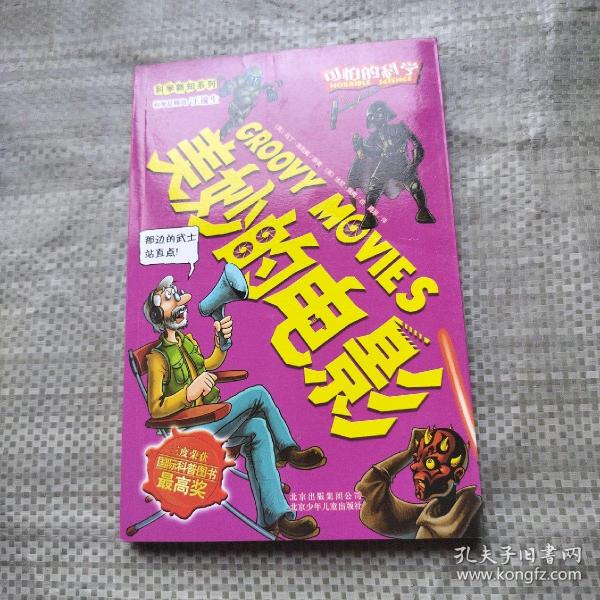 科学新知系列
可怕的科学
HORRIBLE SCIENCE
GROOVY MOVIES
美妙的电影
那边的武士
站直点!
三度荣获
国际科普图书
最高奖
北京出版集团公司
北京少年儿童出版社
孔夫子旧书网
www.kongfz.com